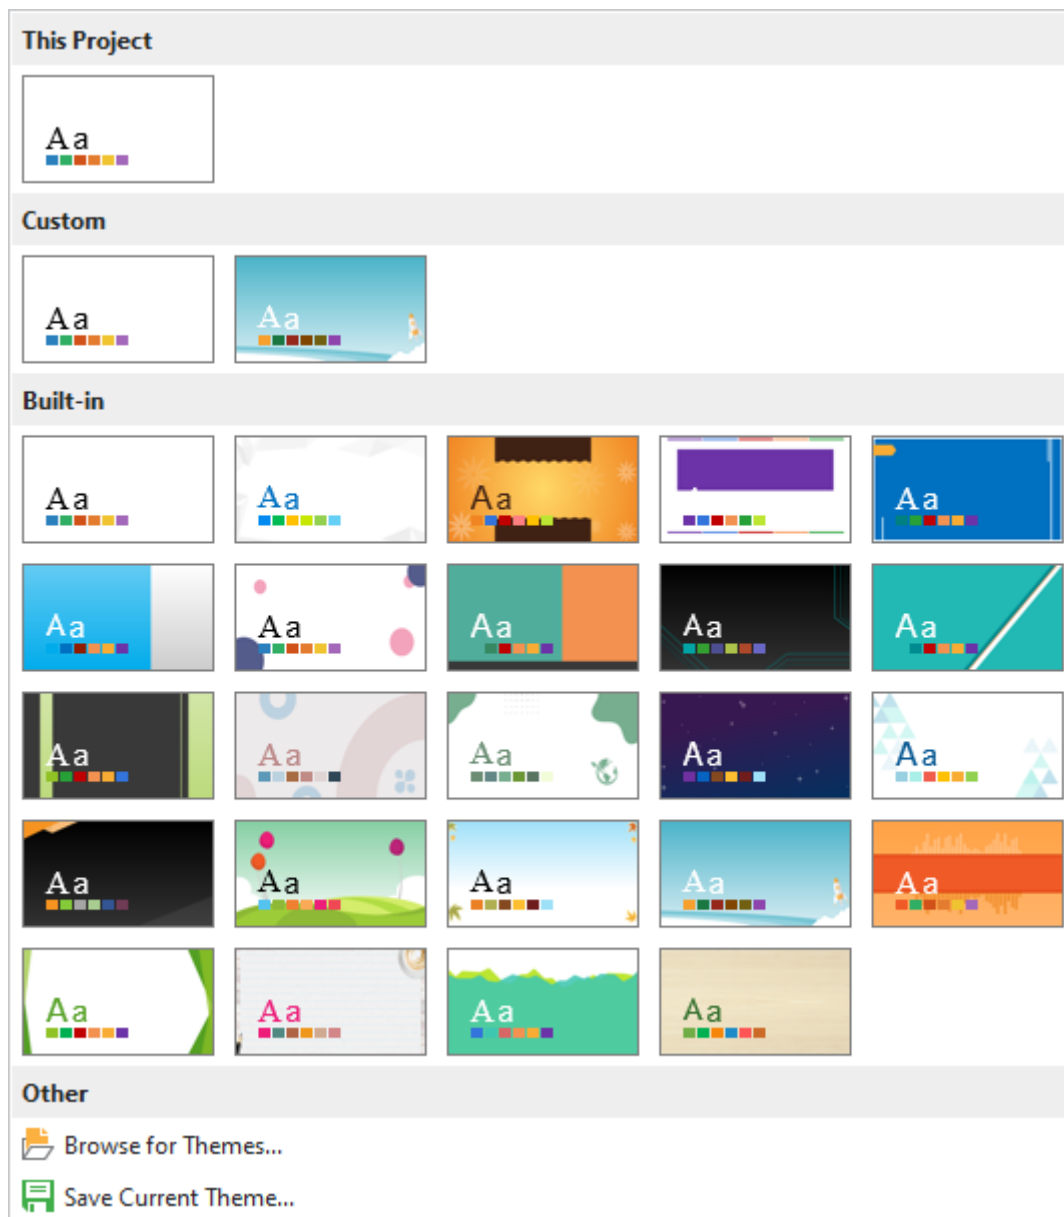 This Project
Aa
Custom
Aa Aa
Built-in
Aa Aa Aa Aa
Aa Aa Aa Aa Aa
Aa Aa Aa Aa Aa
Aa Aa Aa Aa Aa
Aa Aa Aa Aa
Other
Browse for Themes...
Save Current Theme...